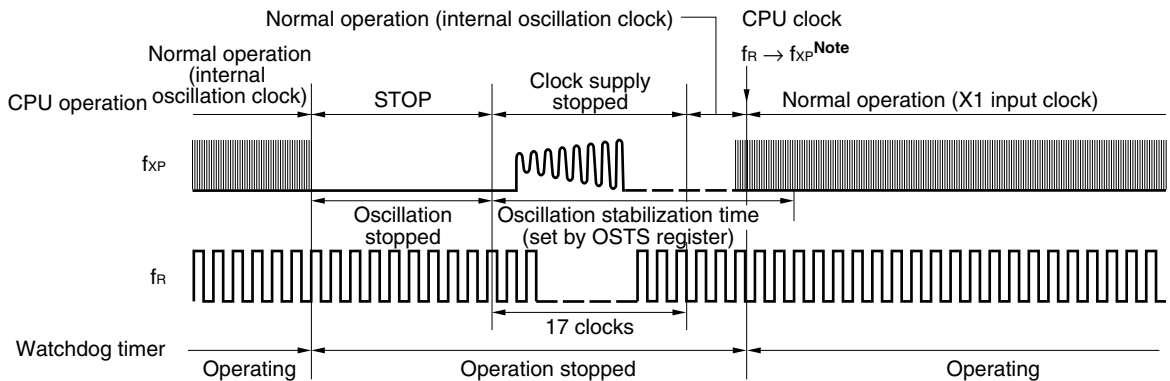 Normal operation (internal oscillation clock)
CPU clock
fR → fXPNote
Normal operation
(internal
oscillation clock)
CPU operation
STOP
Clock supply
stopped
Normal operation (X1 input clock)
fXP
Oscillation
stopped
Oscillation stabilization time
(set by OSTS register)
fR
17 clocks
Watchdog timer
Operating
Operation stopped
Operating